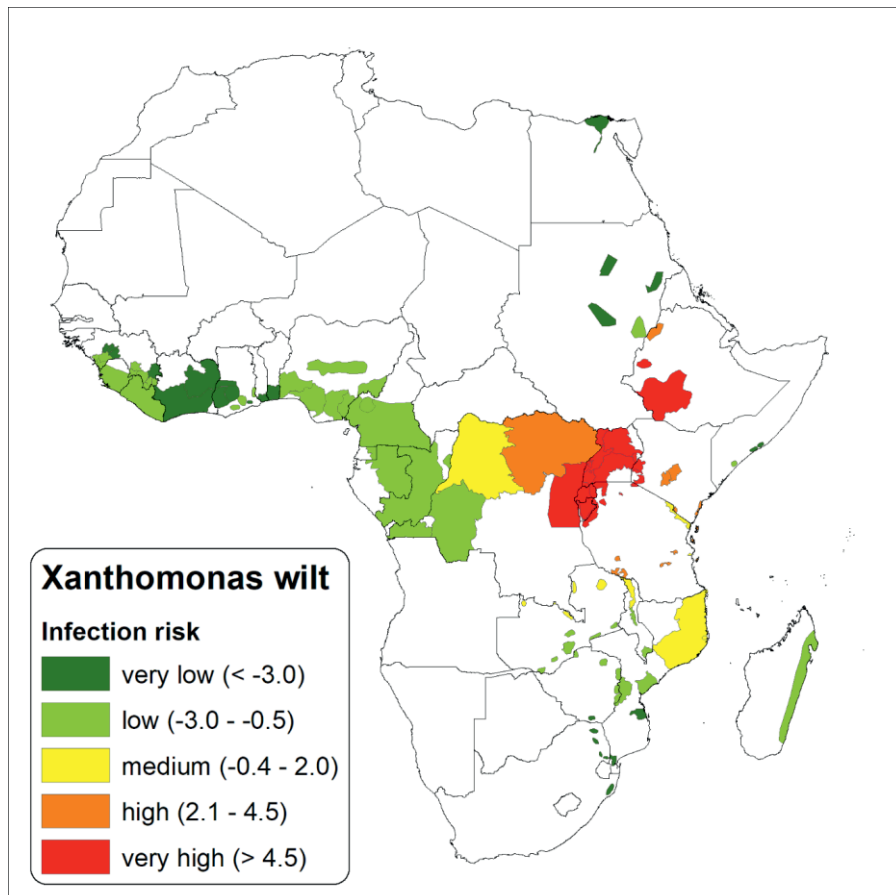 Xanthomonas wilt
Infection risk
very low (< -3.0)
low (-3.0 - -0.5)
medium (-0.4 - 2.0)
high (2.1 - 4.5)
very high (> 4.5)